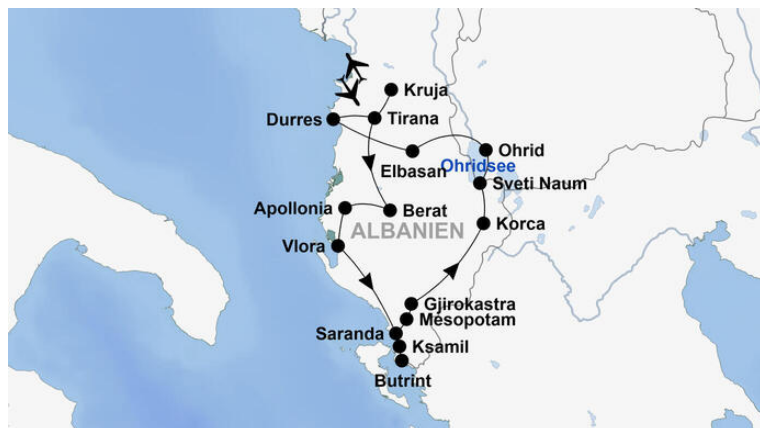 Kruja
Durres
Tirana
Ohrid
Ohridsee
Elbasan
Sveti Naum
Apollonia
Berat
Korca
ALBANIEN
Vlora
Gjirokastra
Mesopotam
Saranda
Ksamil
Butrint